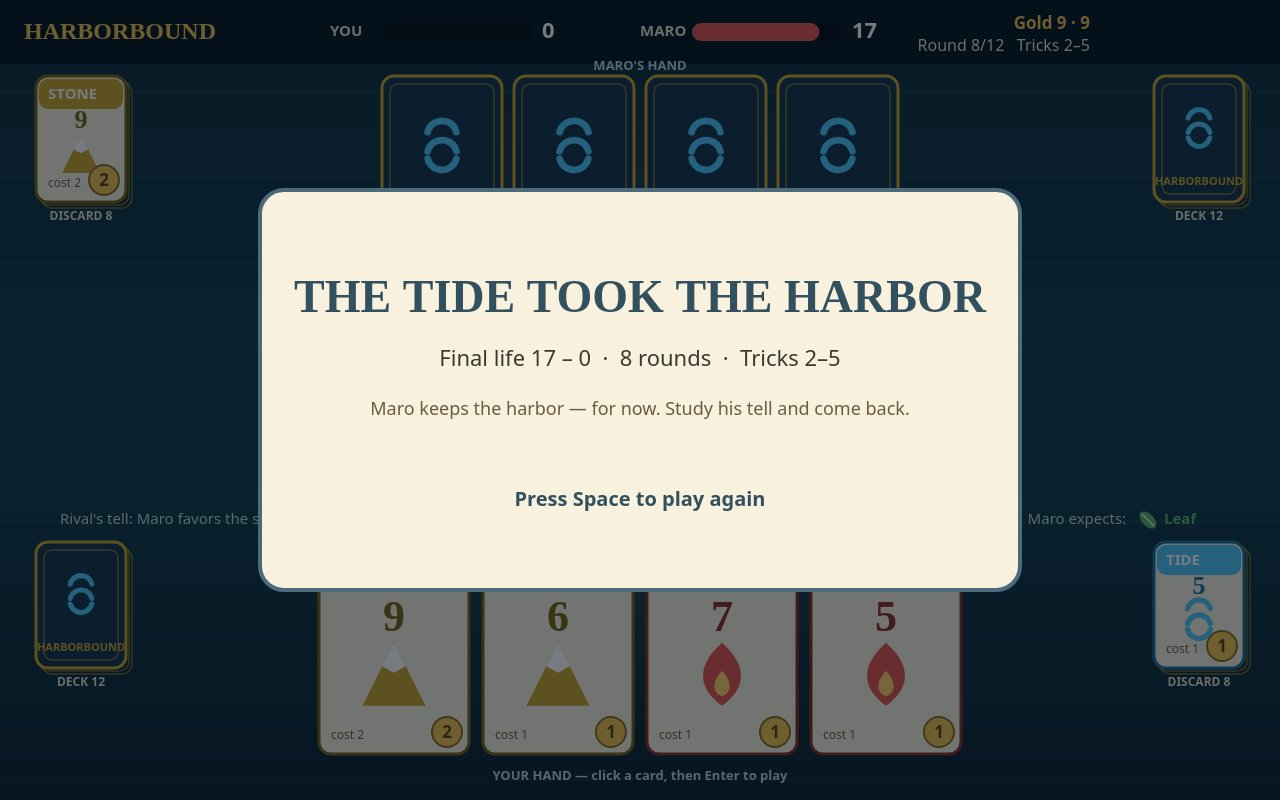 HARBORBOUND
YOU
0
MARO
17
Gold 9 · 9
Round 8/12 Tricks 2–5
MARO'S HAND
STONE
9
cost 2
2
DISCARD 8
HARBORBOUND
DECK 12
THE TIDE TOOK THE HARBOR
Final life 17 – 0 · 8 rounds · Tricks 2–5
Maro keeps the harbor — for now. Study his tell and come back.
Press Space to play again
Rival's tell: Maro favors the s
Maro expects: Leaf
HARBORBOUND
DECK 12
9
cost 2
2
6
cost 1
1
7
cost 1
1
5
cost 1
1
TIDE
5
cost 1
1
DISCARD 8
YOUR HAND — click a card, then Enter to play